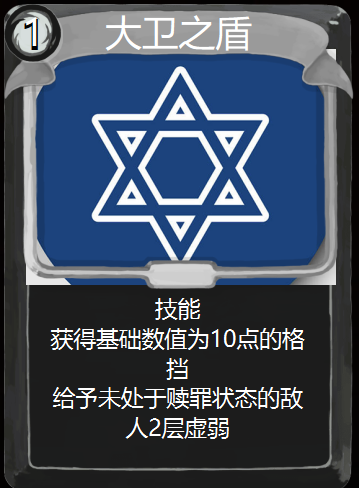 1
大卫之盾
技能
获得基础数值为10点的格
挡
给予未处于赎罪状态的敌
人2层虚弱